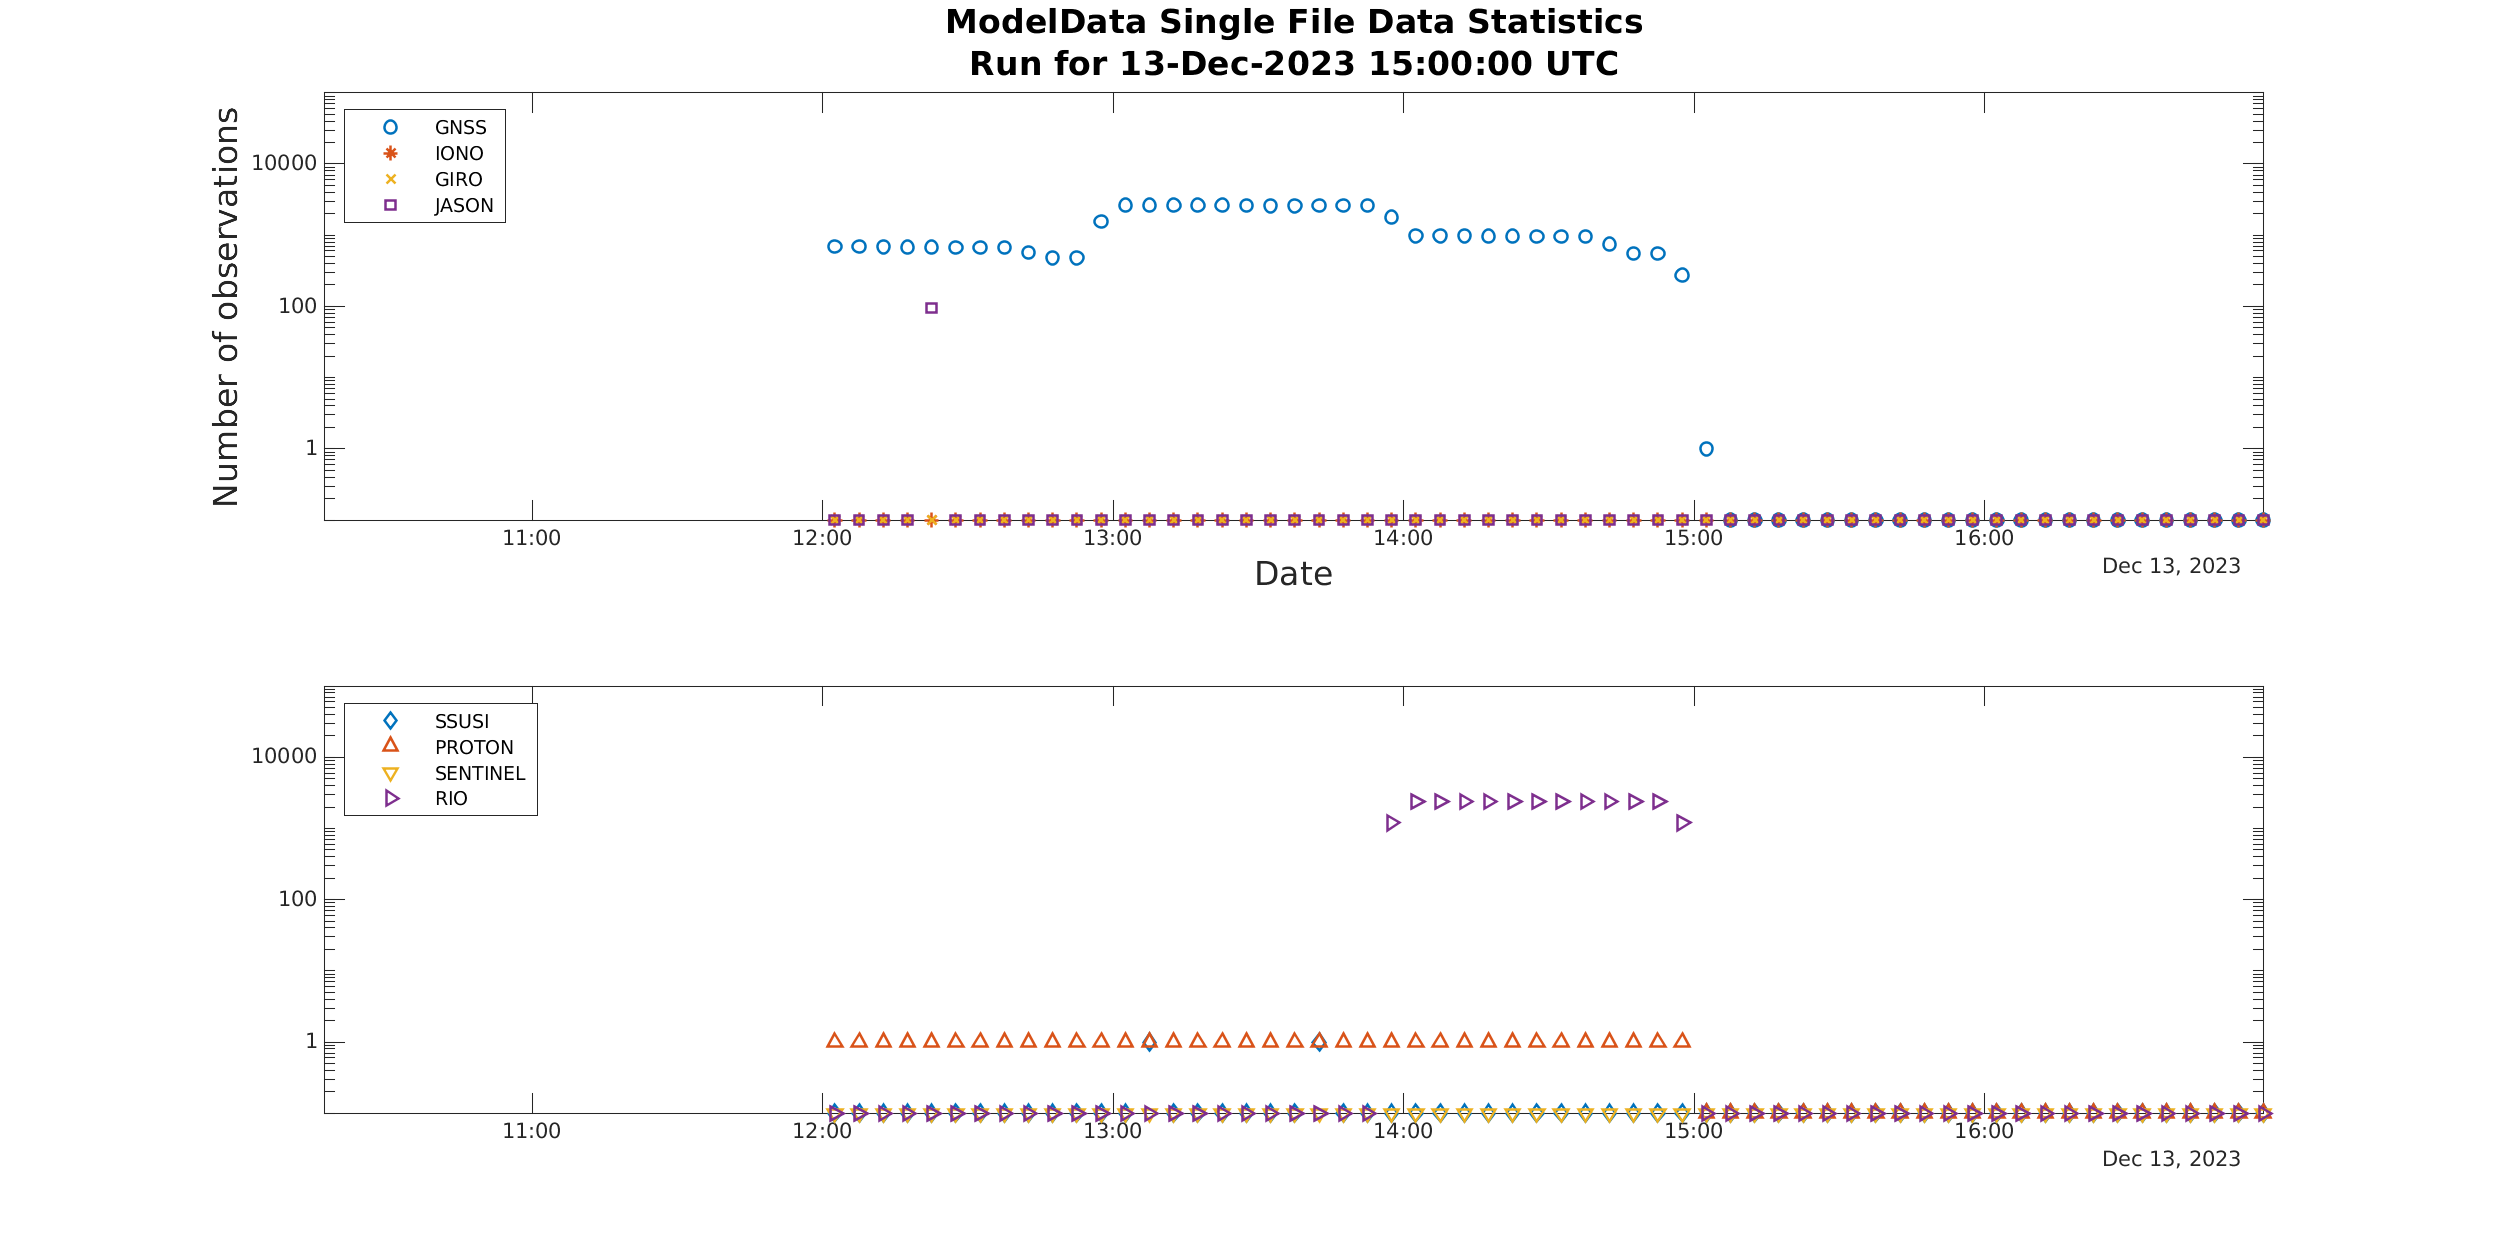 ModelData Single File Data Statistics
Run for 13-Dec-2023 15:00:00 UTC
Number of observations
10000
100
1
GNSS
IONO
GIRO
JASON
11:00 12:00 13:00 14:00 15:00 16:00
Dec 13, 2023
Date
10000
100
1
SSUSI
PROTON
SENTINEL
RIO
11:00 12:00 13:00 14:00 15:00 16:00
Dec 13, 2023